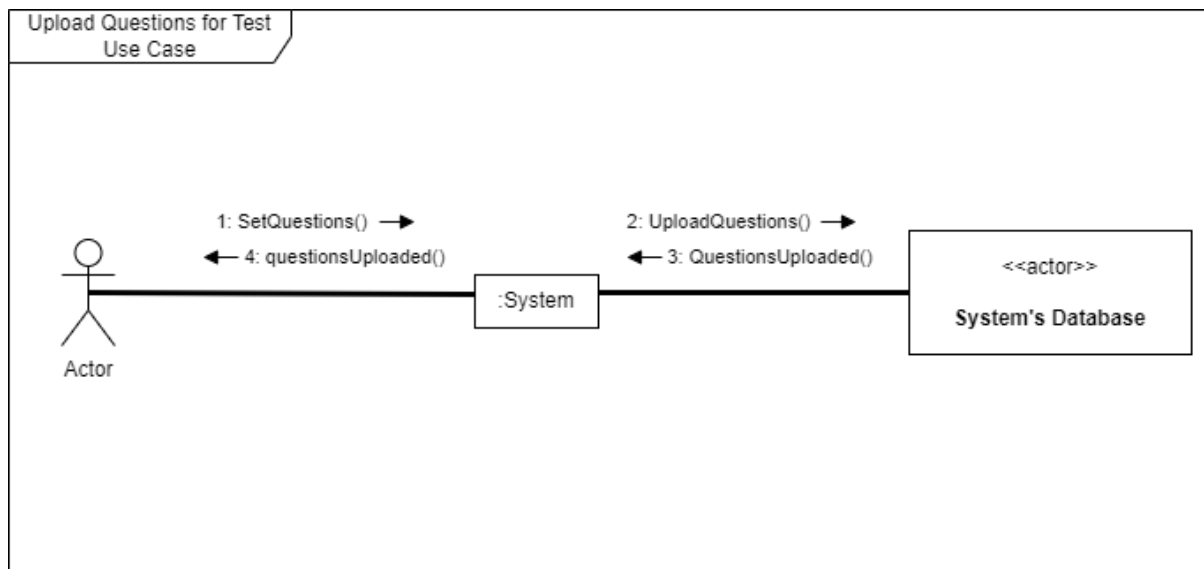 Upload Questions for Test
Use Case
1: SetQuestions()
2: UploadQuestions()
4: questionsUploaded()
3: QuestionsUploaded()
<<actor>>
:System
System's Database
Actor